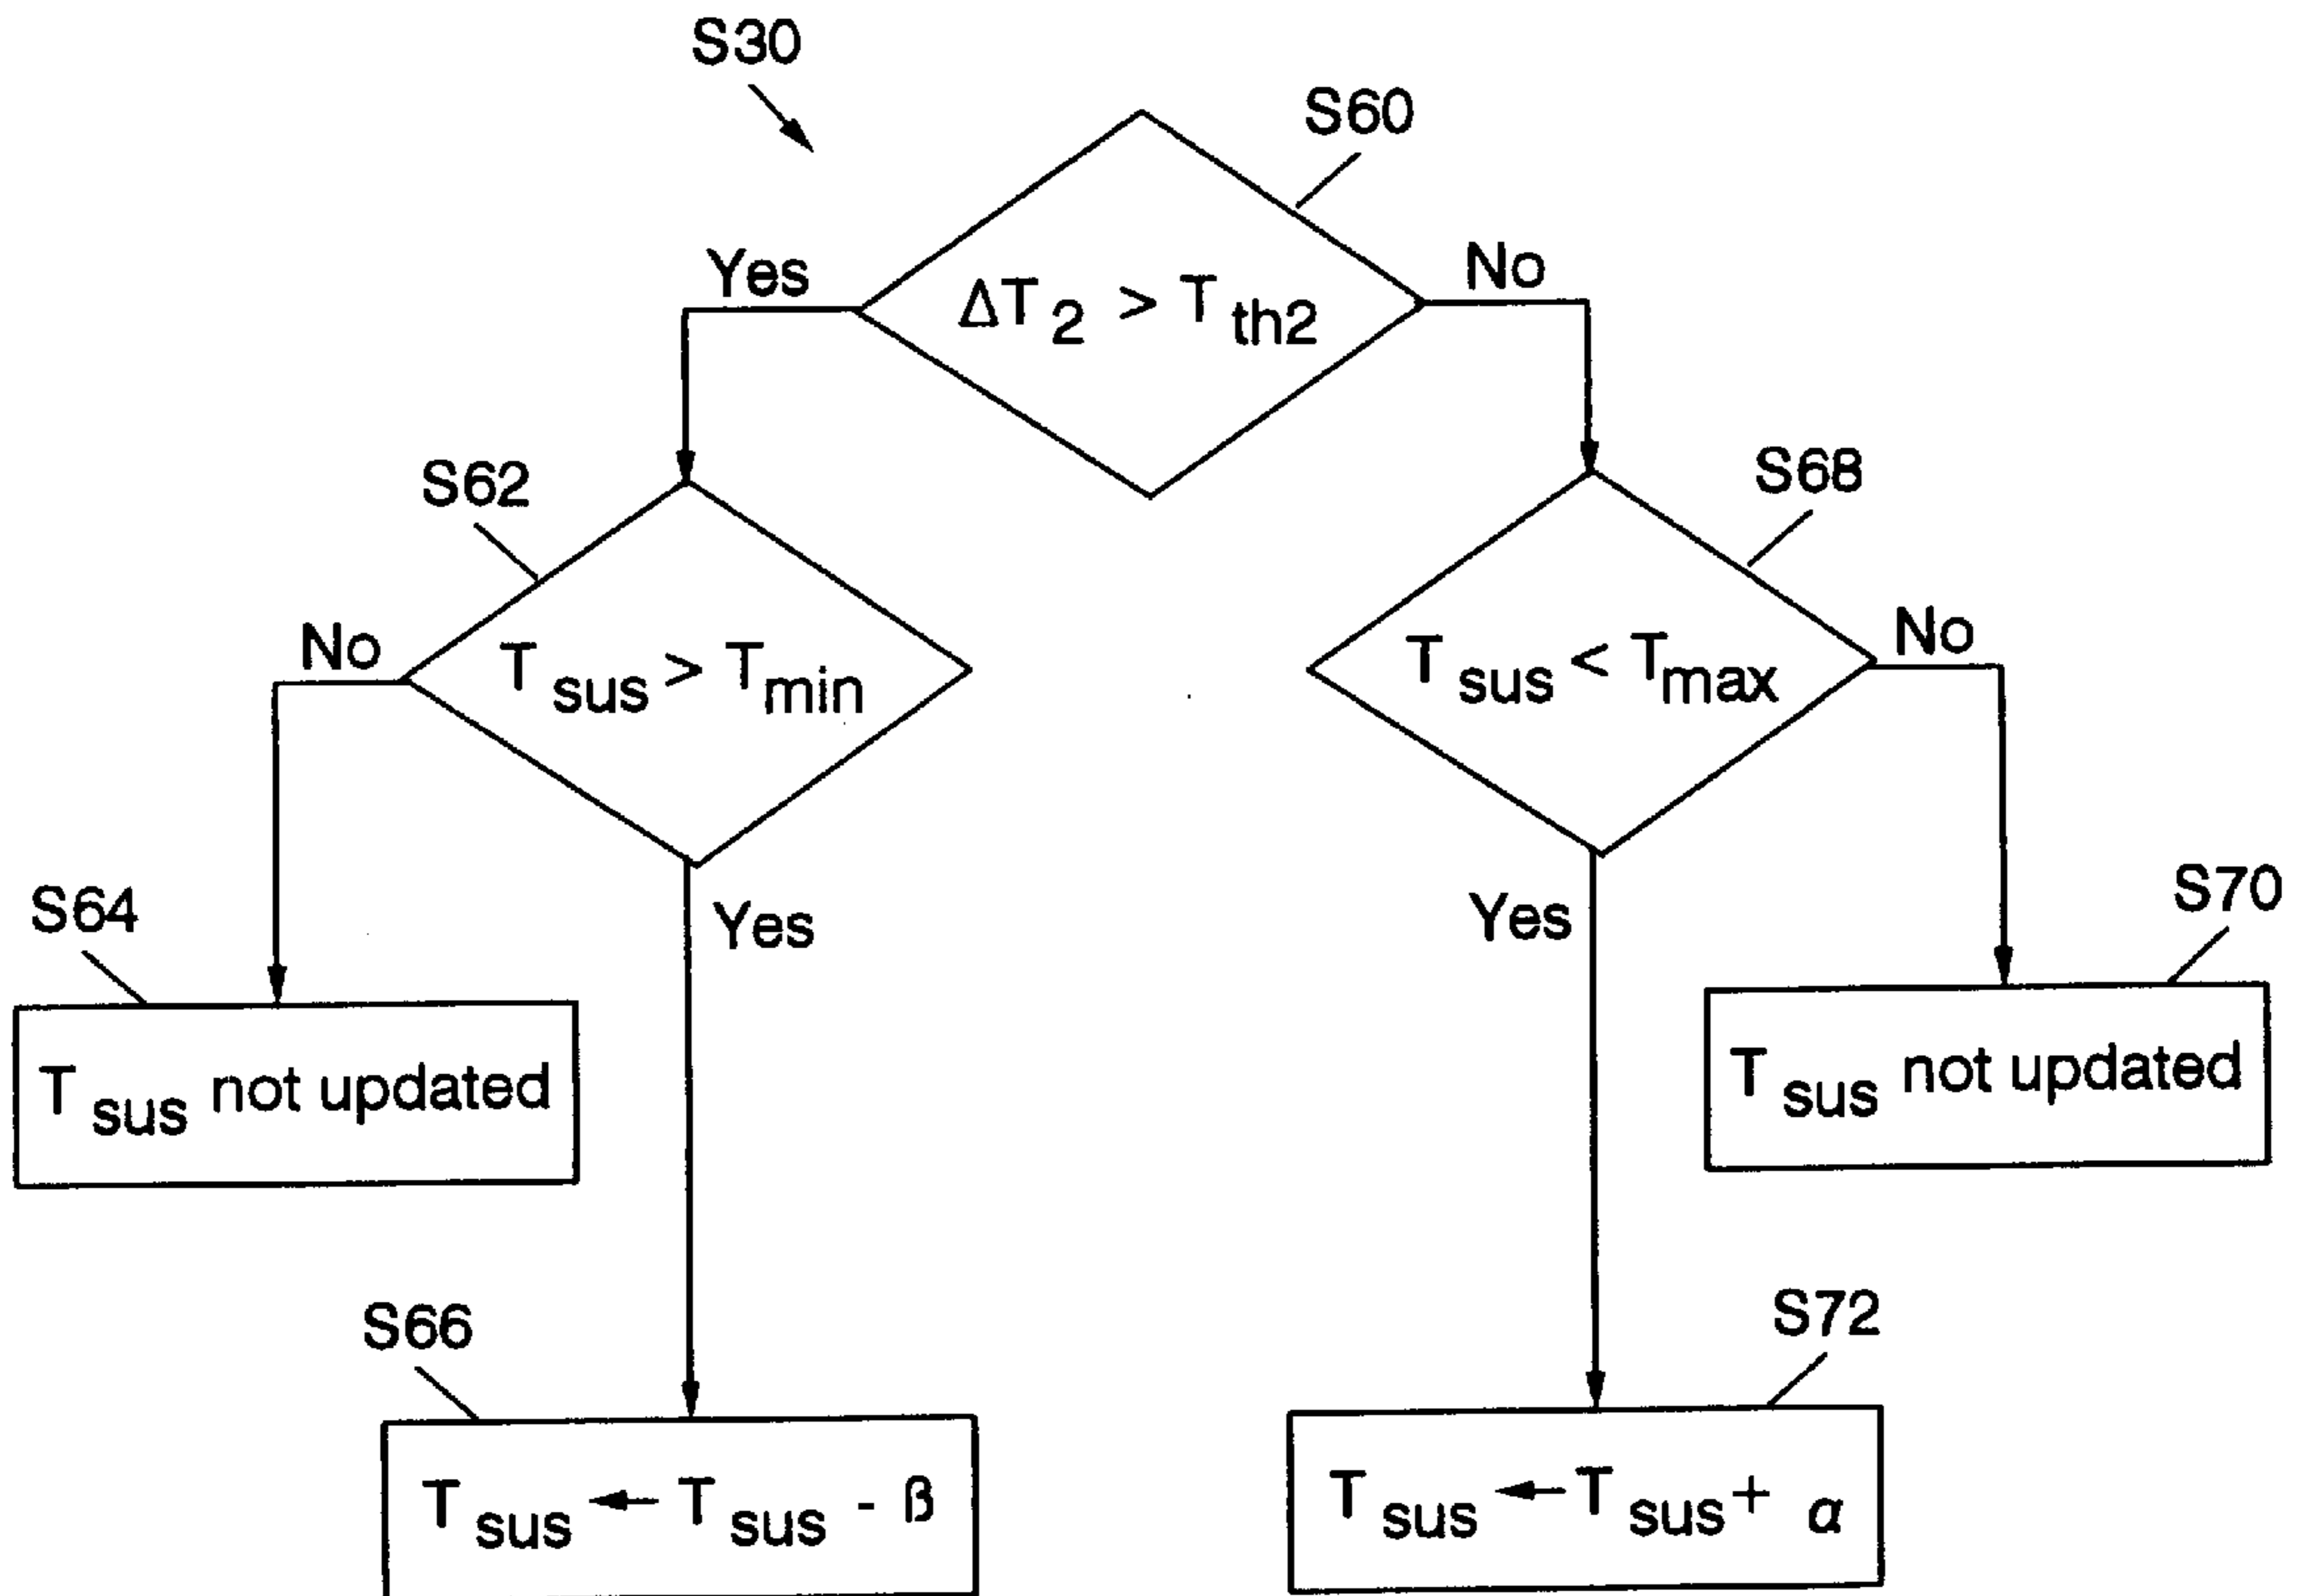 S30
S60
Yes
No
ΔT2 > Tth2
S62
S68
No
Tsus > Tmin
Tsus < Tmax
No
S64
Yes
Yes
S70
Tsus not updated
Tsus not updated
S66
S72
Tsus ← Tsus - ß
Tsus ← Tsus + α